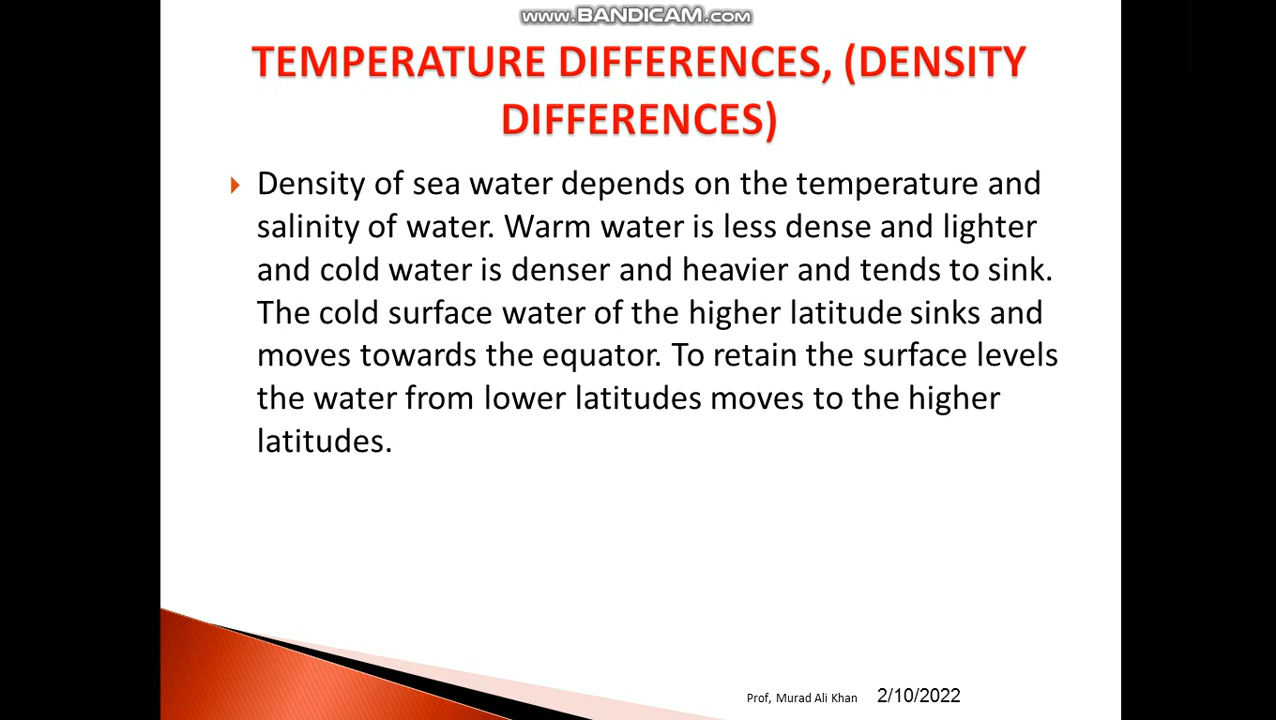 www.BANDICAM.com
TEMPERATURE DIFFERENCES, (DENSITY
DIFFERENCES)
Density of sea water depends on the temperature and
salinity of water. Warm water is less dense and lighter
and cold water is denser and heavier and tends to sink.
The cold surface water of the higher latitude sinks and
moves towards the equator. To retain the surface levels
the water from lower latitudes moves to the higher
latitudes.
Prof, Murad Ali Khan 2/10/2022